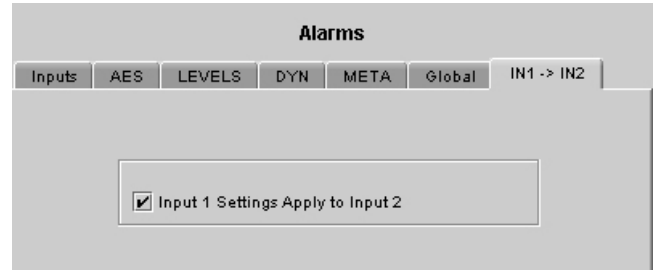 Alarms
Inputs AES LEVELS DYN META Global IN1 -> IN2
Input 1 Settings Apply to Input 2